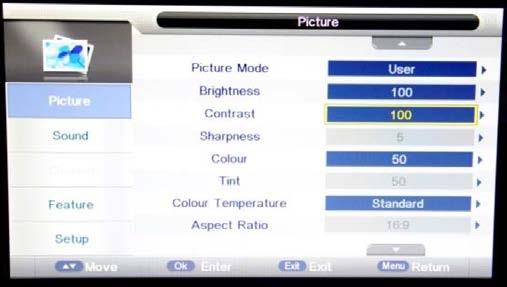 Picture
Picture Mode User
Brightness 100
Picture
Contrast 100
Sound
Sharpness 5
Colour 50
Channel
Tint 50
Feature
Colour Temperature Standard
Aspect Ratio 16:9
Setup
Move Ok Enter Exit Exit Menu Return